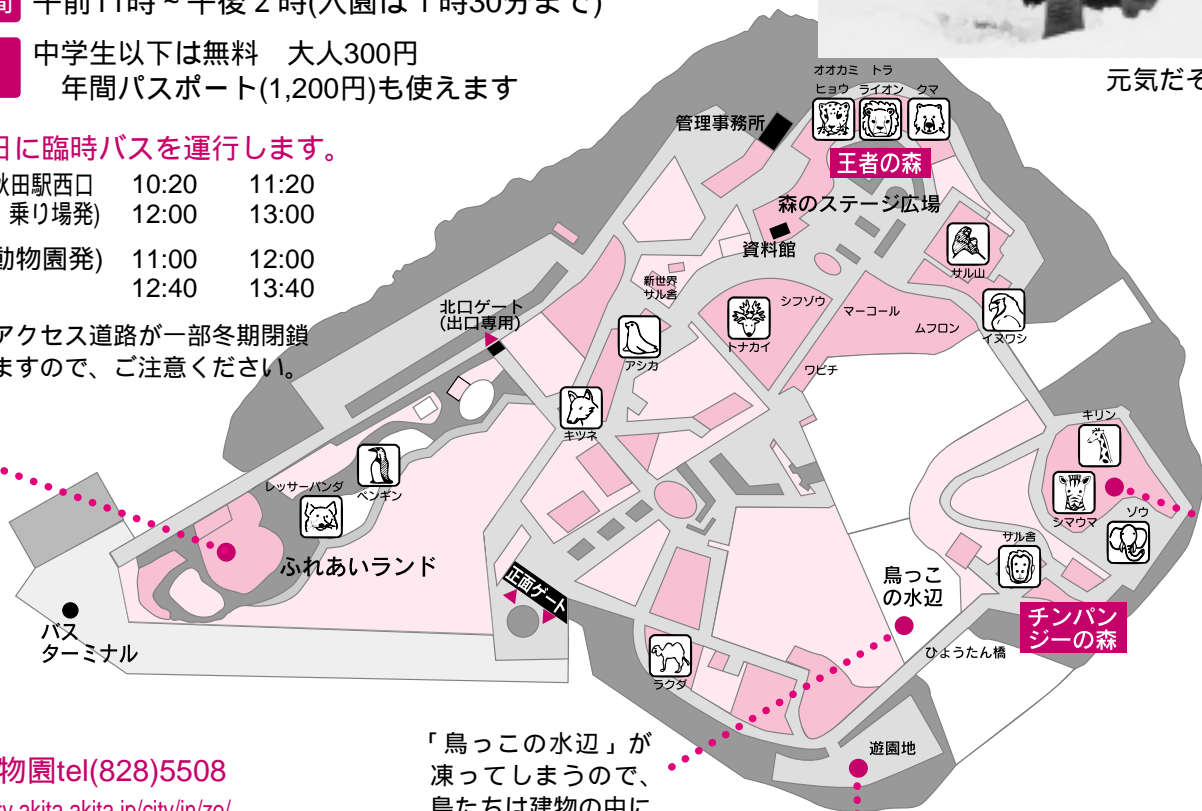 間 午前11時～午後２時(入園は１時30分まで)
中学生以下は無料　大人300円
年間パスポート(1,200円)も使えます
日に臨時バスを運行します。
秋田駅西口 10:20 11:20
乗り場発) 12:00 13:00
動物園発) 11:00 12:00
12:40 13:40
アクセス道路が一部冬期閉鎖
ますので、ご注意ください。
元気だそ
オオカミ トラ
ヒョウ ライオン クマ
管理事務所
王者の森
森のステージ広場
資料館
サル山
新世界
サル舎
北口ゲート
(出口専用)
シフゾウ
マーコール
ムフロン
イヌワシ
トナカイ
アシカ
ワピチ
キツネ
キリン
レッサーパンダ
ペンギン
シマウマ
ゾウ
サル舎
ふれあいランド
正面ゲート
鳥っこ
の水辺
チンパン
ジーの森
バス
ターミナル
ひょうたん橋
ラクダ
遊園地
「鳥っこの水辺」が
凍ってしまうので、
鳥たちは建物の中に
物園tel(828)5508
ty.akita.akita.jp/city/in/zo/